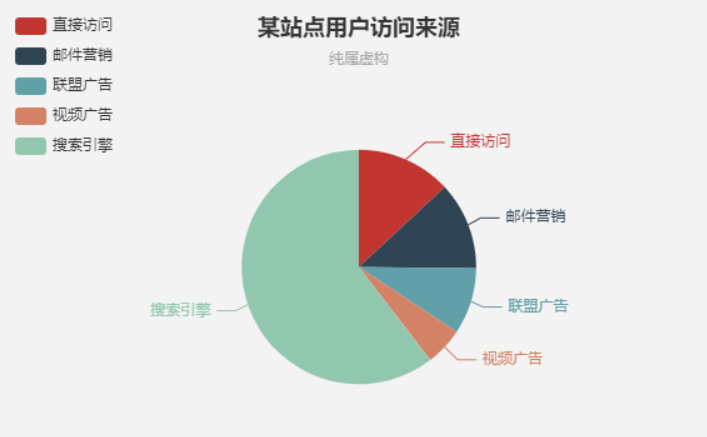 某站点用户访问来源
纯属虚构
直接访问
邮件营销
联盟广告
视频广告
搜索引擎
直接访问
邮件营销
联盟广告
视频广告
搜索引擎